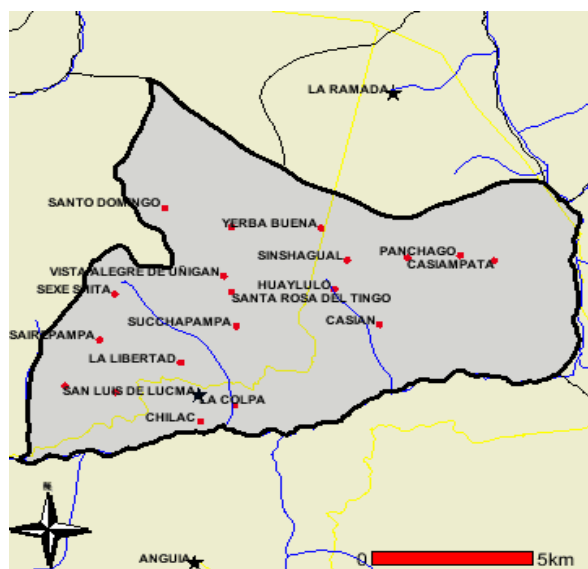 LA RAMADA
SANTO DOMINGO
YERBA BUENA
PANCHAGO
SINSHAGUAL
CASIAMPATA
VISTA ALEGRE DE UÑIGAN
SEXE SHITA
HUAYLULO
SANTA ROSA DEL TINGO
SUCCHAPAMPA
CASIAN
SAIREPAMPA
LA LIBERTAD
SAN LUIS DE LUCMA
LA COLPA
CHILAC
N
ANGUIA
0 5km